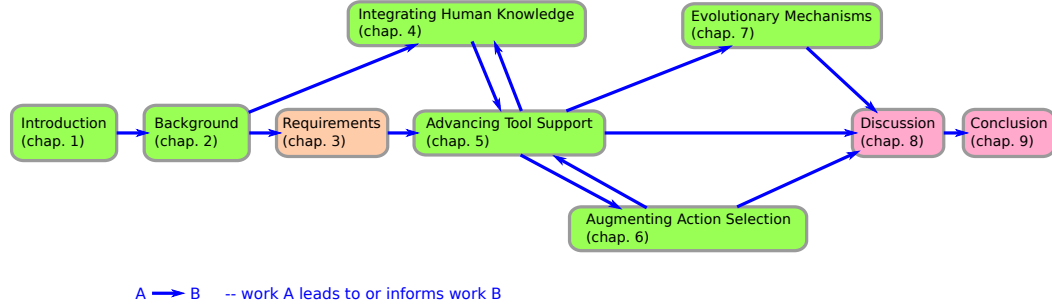 Integrating Human Knowledge
(chap. 4)
Evolutionary Mechanisms
(chap. 7)
Introduction
(chap. 1)
Background
(chap. 2)
Requirements
(chap. 3)
Advancing Tool Support
(chap. 5)
Discussion
(chap. 8)
Conclusion
(chap. 9)
Augmenting Action Selection
(chap. 6)
A B -- work A leads to or informs work B